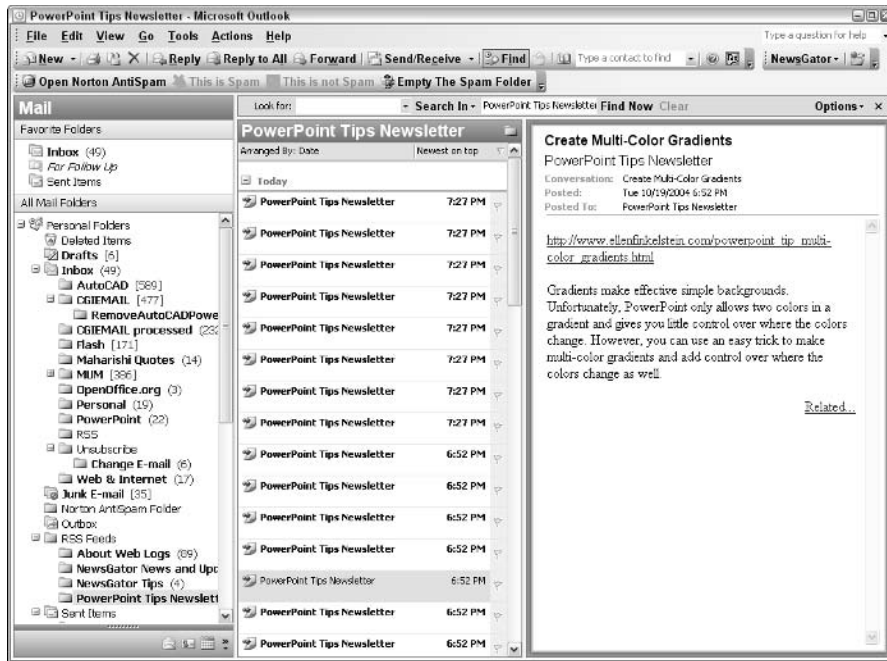 PowerPoint Tips Newsletter - Microsoft Outlook
File Edit View Go Tools Actions Help
Type a question for help
New Reply Reply to All Forward Send/Receive Find Type a contact to find NewsGator
Open Norton AntiSpam This is Spam This is not Spam Empty The Spam Folder
Mail
Favorite Folders
Inbox (49)
For Follow Up
Sent Items
All Mail Folders
Personal Folders
Deleted Items
Drafts [6]
Inbox (49)
AutoCAD [589]
CGIEMAIL [477]
RemoveAutoCADPowe
CGIEMAIL processed (232
Flash [171]
Maharishi Quotes (14)
MUM [386]
OpenOffice.org (3)
Personal (19)
PowerPoint (22)
RSS
Unsubscribe
Change E-mail (6)
Web & Internet (17)
Junk E-mail [35]
Norton AntiSpam Folder
Outbox
RSS Feeds
About Web Logs (89)
NewsGator News and Upd
NewsGator Tips (4)
PowerPoint Tips Newslett
Sent Items
Look for: Search In PowerPoint Tips Newsletter Find Now Clear Options
PowerPoint Tips Newsletter
Arranged By: Date Newest on top
Today
PowerPoint Tips Newsletter 7:27 PM
PowerPoint Tips Newsletter 7:27 PM
PowerPoint Tips Newsletter 7:27 PM
PowerPoint Tips Newsletter 7:27 PM
PowerPoint Tips Newsletter 7:27 PM
PowerPoint Tips Newsletter 7:27 PM
PowerPoint Tips Newsletter 7:27 PM
PowerPoint Tips Newsletter 7:27 PM
PowerPoint Tips Newsletter 6:52 PM
PowerPoint Tips Newsletter 6:52 PM
PowerPoint Tips Newsletter 6:52 PM
PowerPoint Tips Newsletter 6:52 PM
PowerPoint Tips Newsletter 6:52 PM
PowerPoint Tips Newsletter 6:52 PM
PowerPoint Tips Newsletter 6:52 PM
Create Multi-Color Gradients
PowerPoint Tips Newsletter
Conversation: Create Multi-Color Gradients
Posted: Tue 10/19/2004 6:52 PM
Posted To: PowerPoint Tips Newsletter
http://www.ellenfinkelstein.com/powerpoint_tip_multi-
color_gradients.html
Gradients make effective simple backgrounds.
Unfortunately, PowerPoint only allows two colors in a
gradient and gives you little control over where the colors
change. However, you can use an easy trick to make
multi-color gradients and add control over where the
colors change as well.
Related...